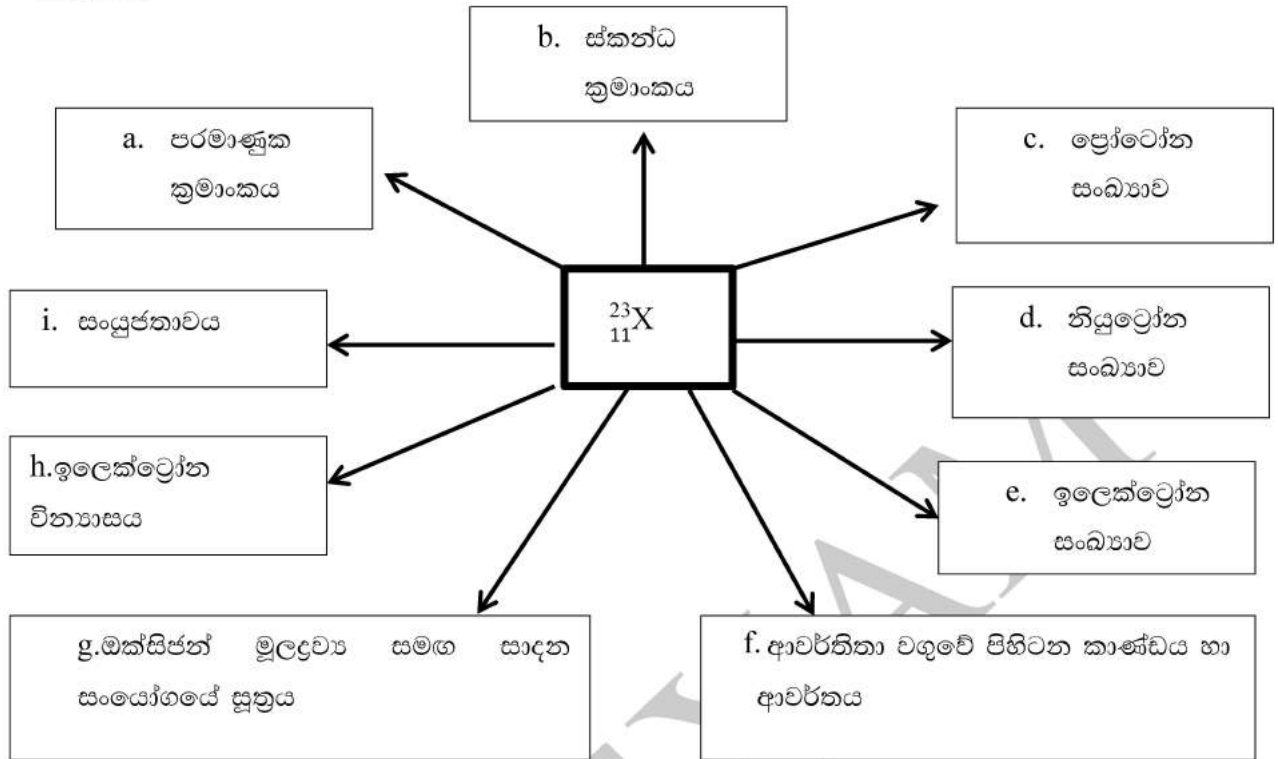 b. ස්කන්ධ
ක්‍රමාංකය
a. පරමාණුක
ක්‍රමාංකය
c. ප්‍රෝටෝන
සංඛ්‍යාව
i. සංයුජතාවය
²³₁₁X
d. නියුට්‍රෝන
සංඛ්‍යාව
h.ඉලෙක්ට්‍රෝන
වින්‍යාසය
e. ඉලෙක්ට්‍රෝන
සංඛ්‍යාව
g.ඔක්සිජන් මූලද්‍රව්‍ය සමඟ සාදන
සංයෝගයේ සූත්‍රය
f. ආවර්තිතා වගුවේ පිහිටන කාණ්ඩය හා
ආවර්තය